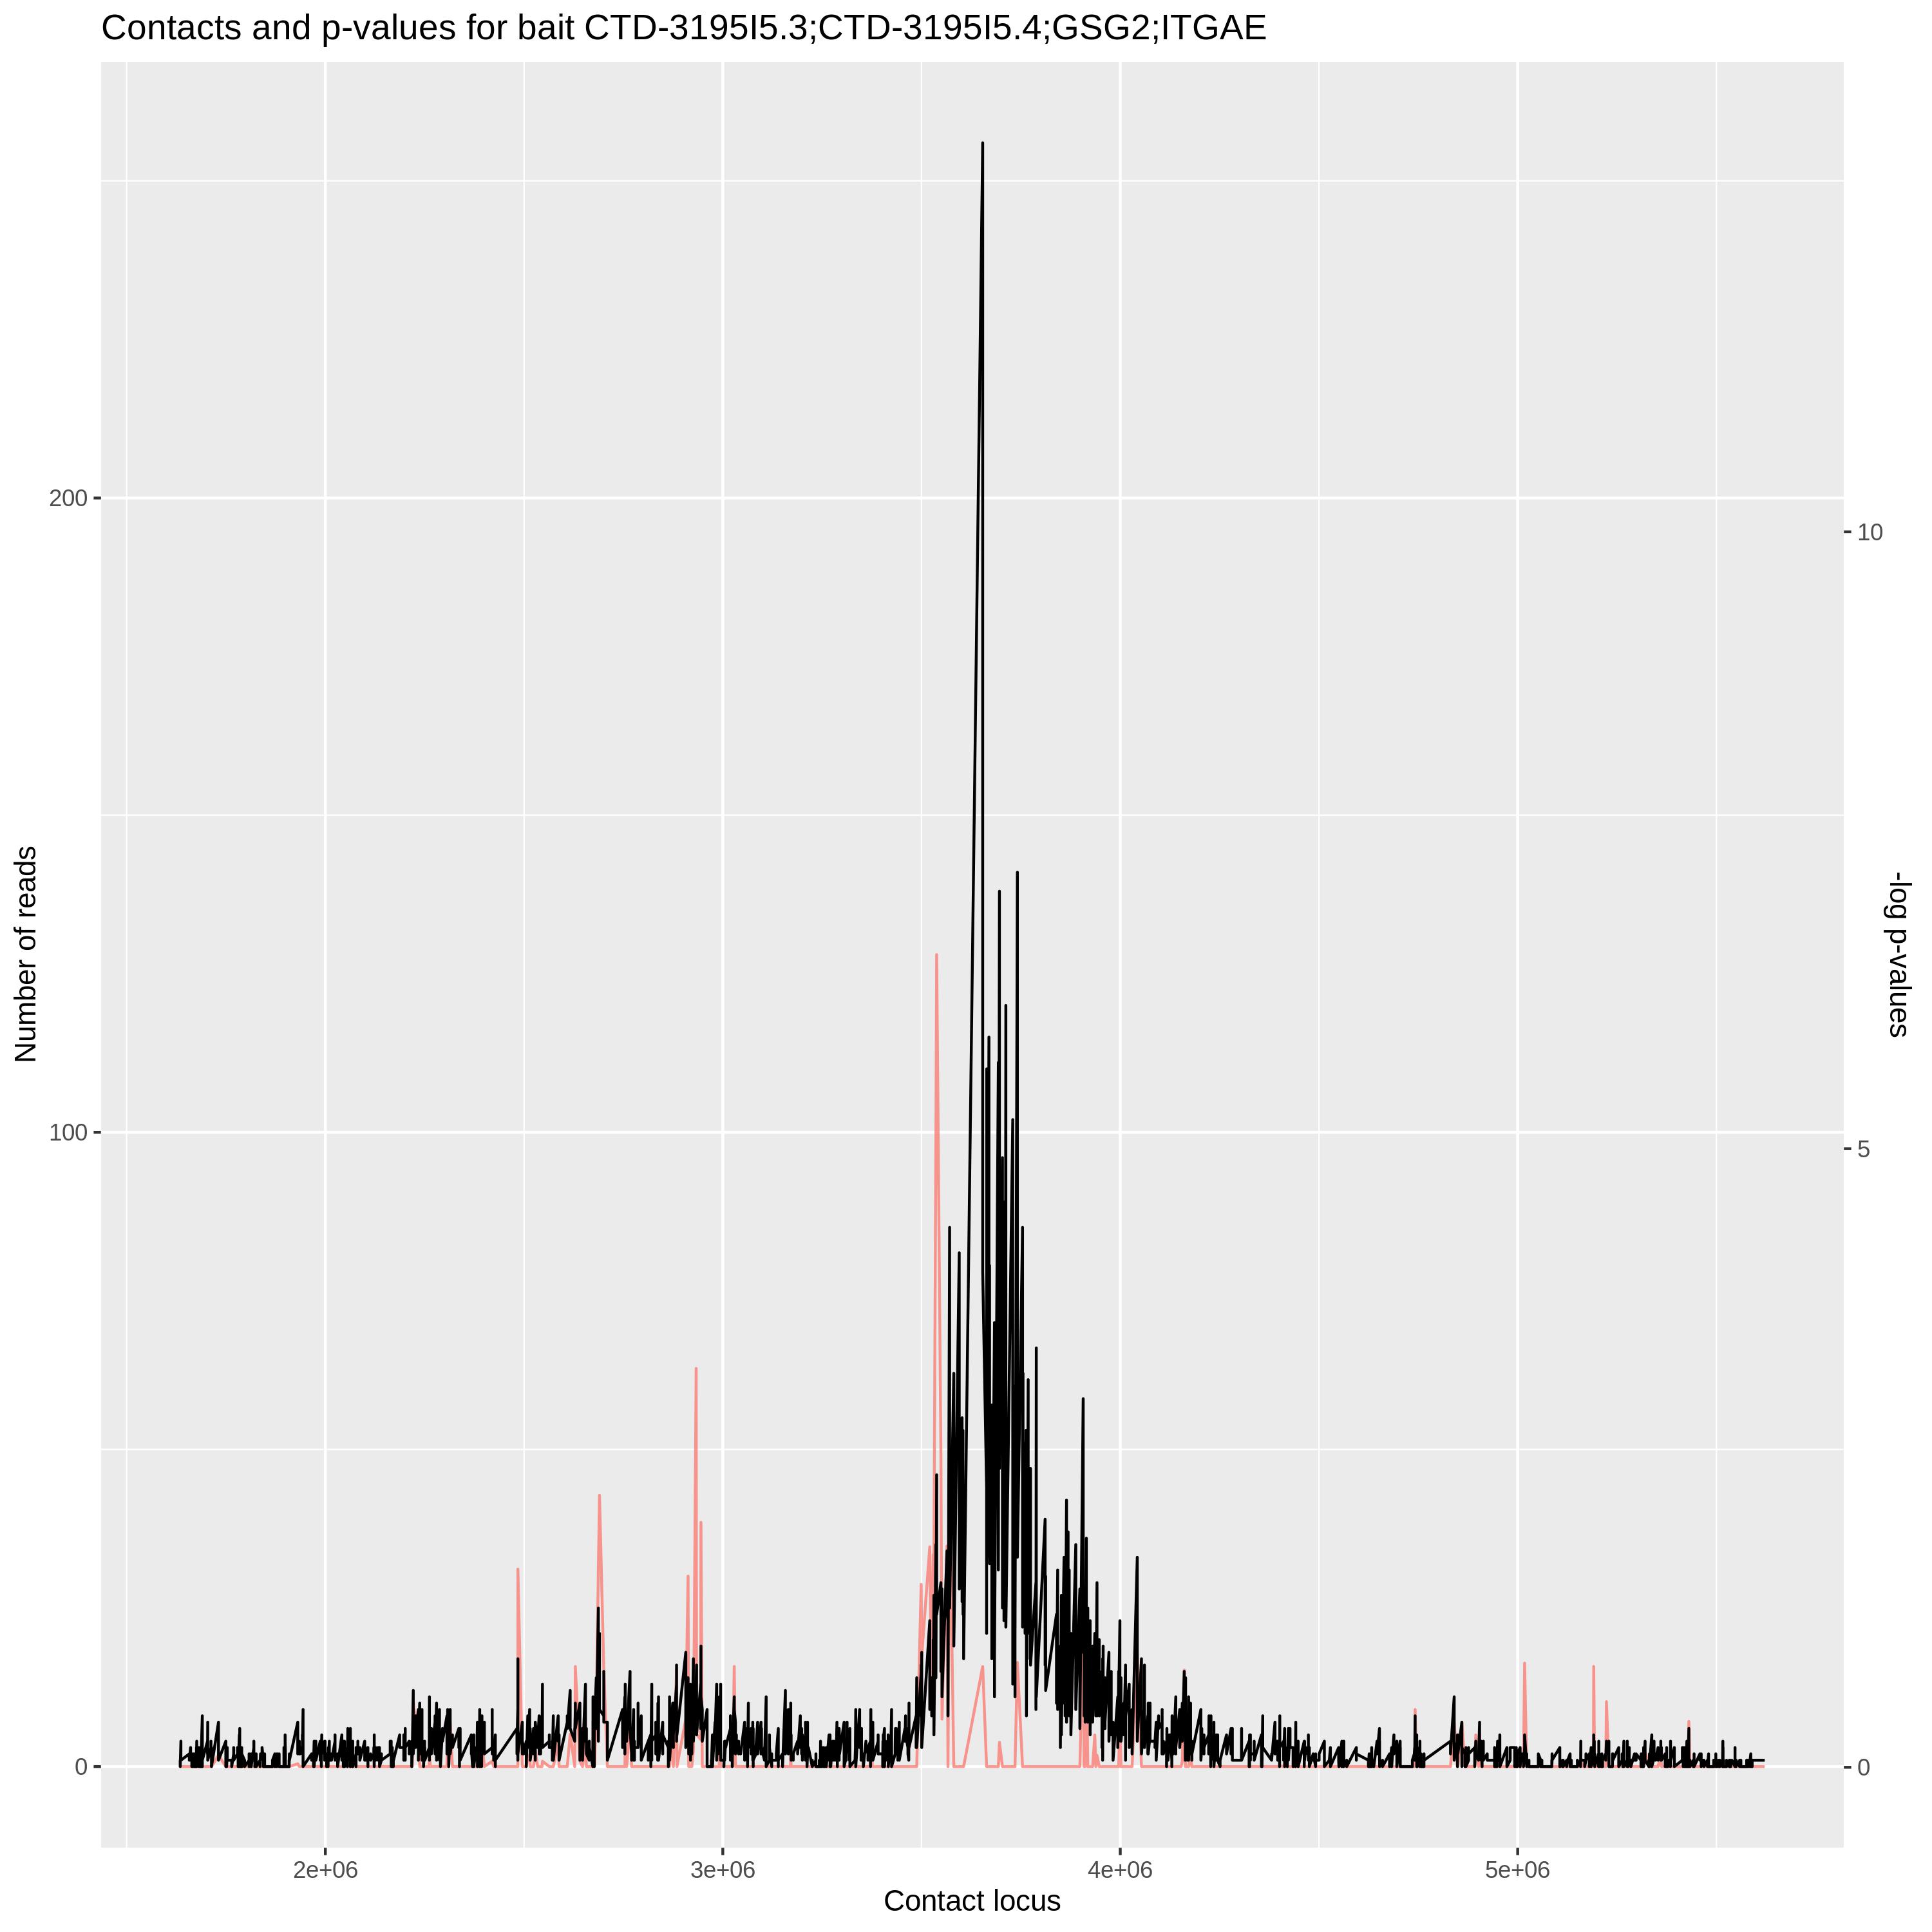 Contacts and p-values for bait CTD-3195I5.3;CTD-3195I5.4;GSG2;ITGAE
Number of reads
200
100
0
10
5
0
-log p-values
2e+06 3e+06 4e+06 5e+06
Contact locus